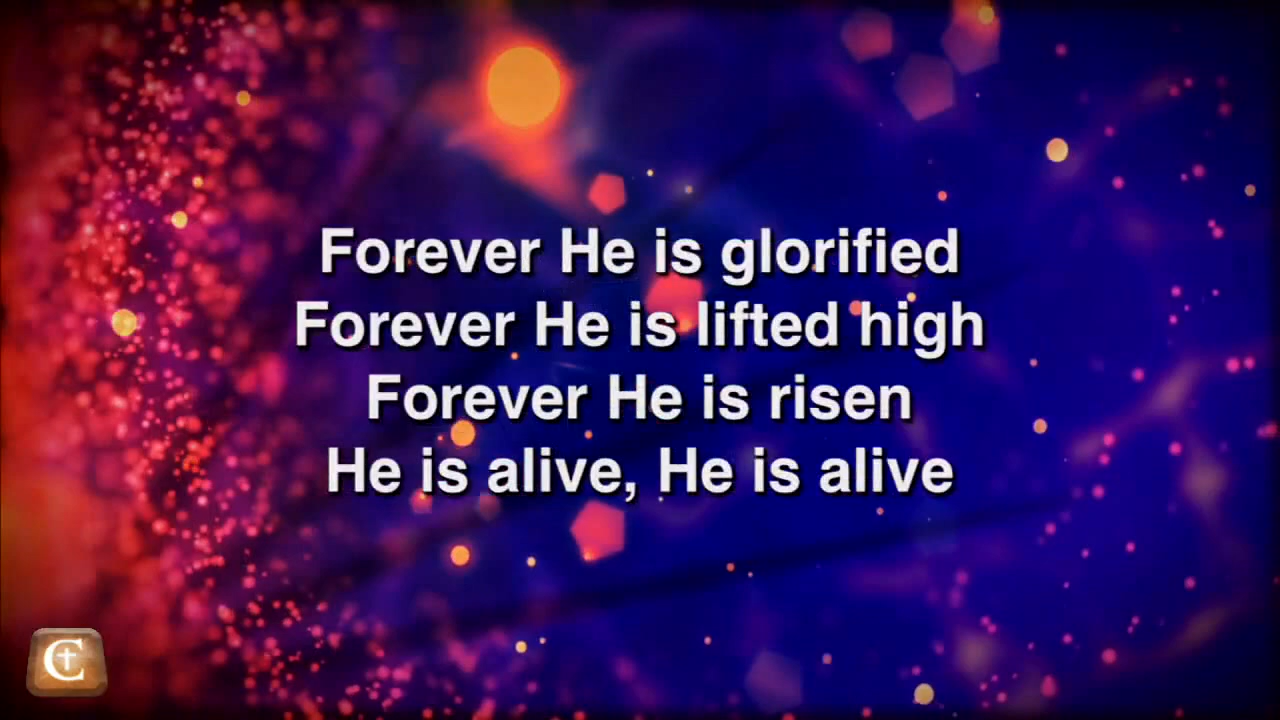 Forever He is glorified
Forever He is lifted high
Forever He is risen
He is alive, He is alive
C